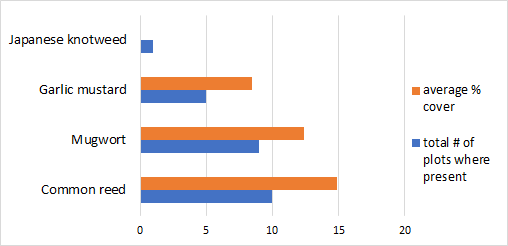 Japanese knotweed
Garlic mustard
Mugwort
Common reed
0 5 10 15 20
average %
cover
total # of
plots where
present